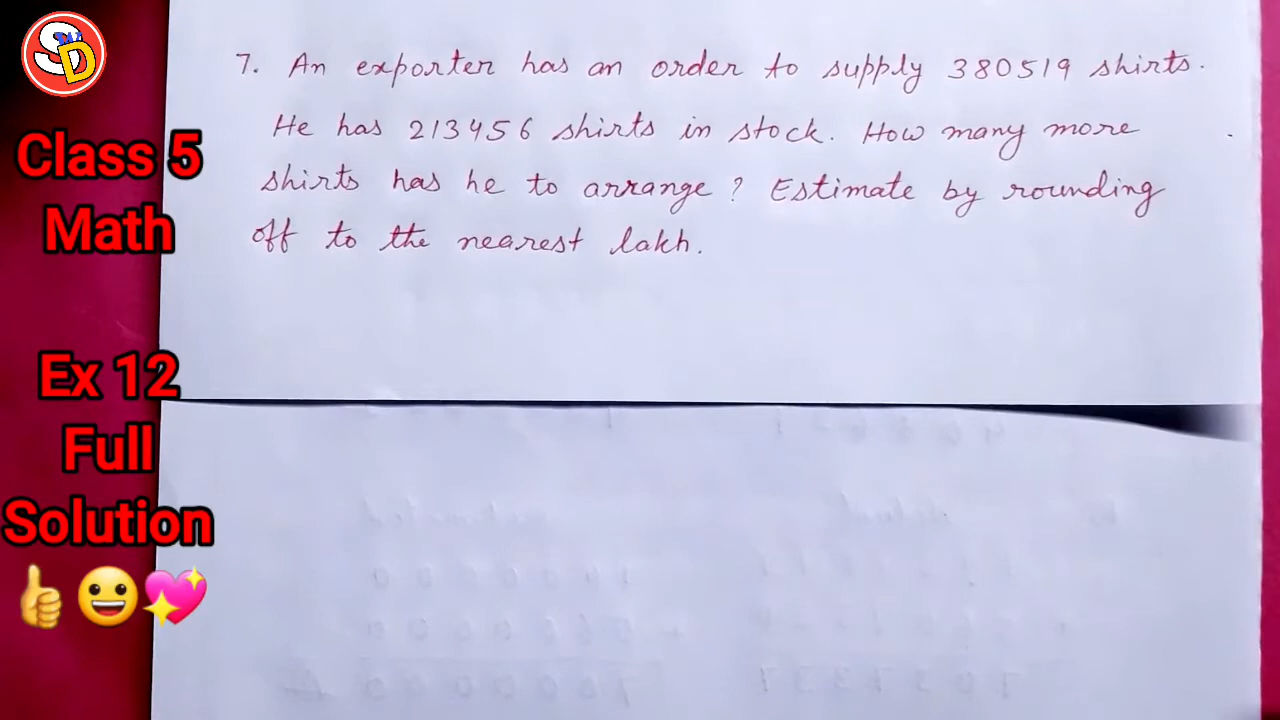 SD
Class 5
Math
Ex 12
Full
Solution
7. An exporter has an order to supply 380519 shirts.
He has 213456 shirts in stock. How many more
shirts has he to arrange ? Estimate by rounding
off to the nearest lakh.